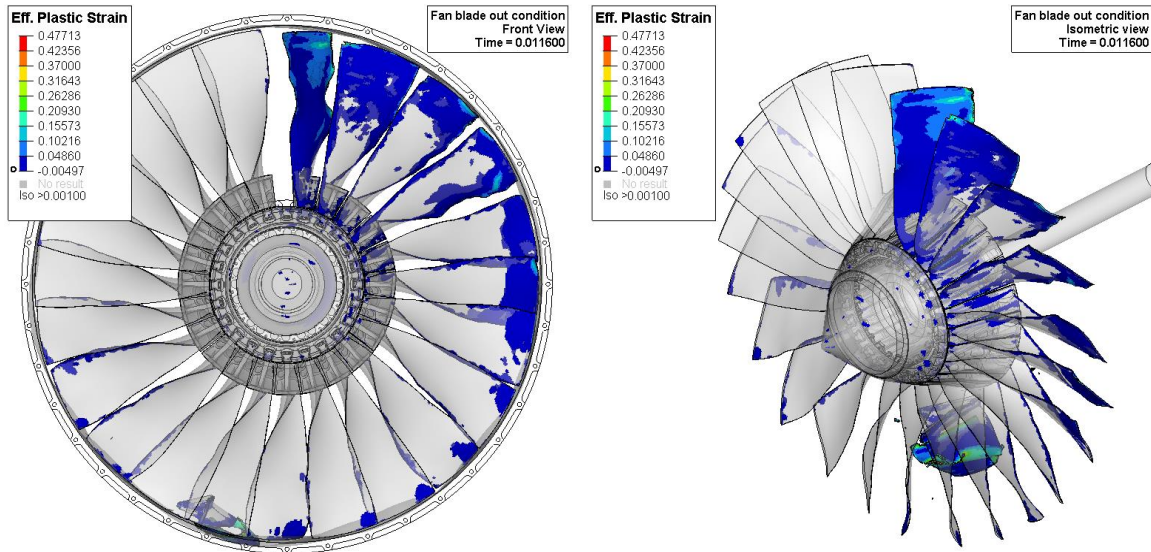 Eff. Plastic Strain
0.47713
0.42356
0.37000
0.31643
0.26286
0.20930
0.15573
0.10216
0.04860
-0.00497
No result
Iso >0.00100
Fan blade out condition
Front View
Time = 0.011600
Eff. Plastic Strain
0.47713
0.42356
0.37000
0.31643
0.26286
0.20930
0.15573
0.10216
0.04860
-0.00497
No result
Iso >0.00100
Fan blade out condition
Isometric view
Time = 0.011600